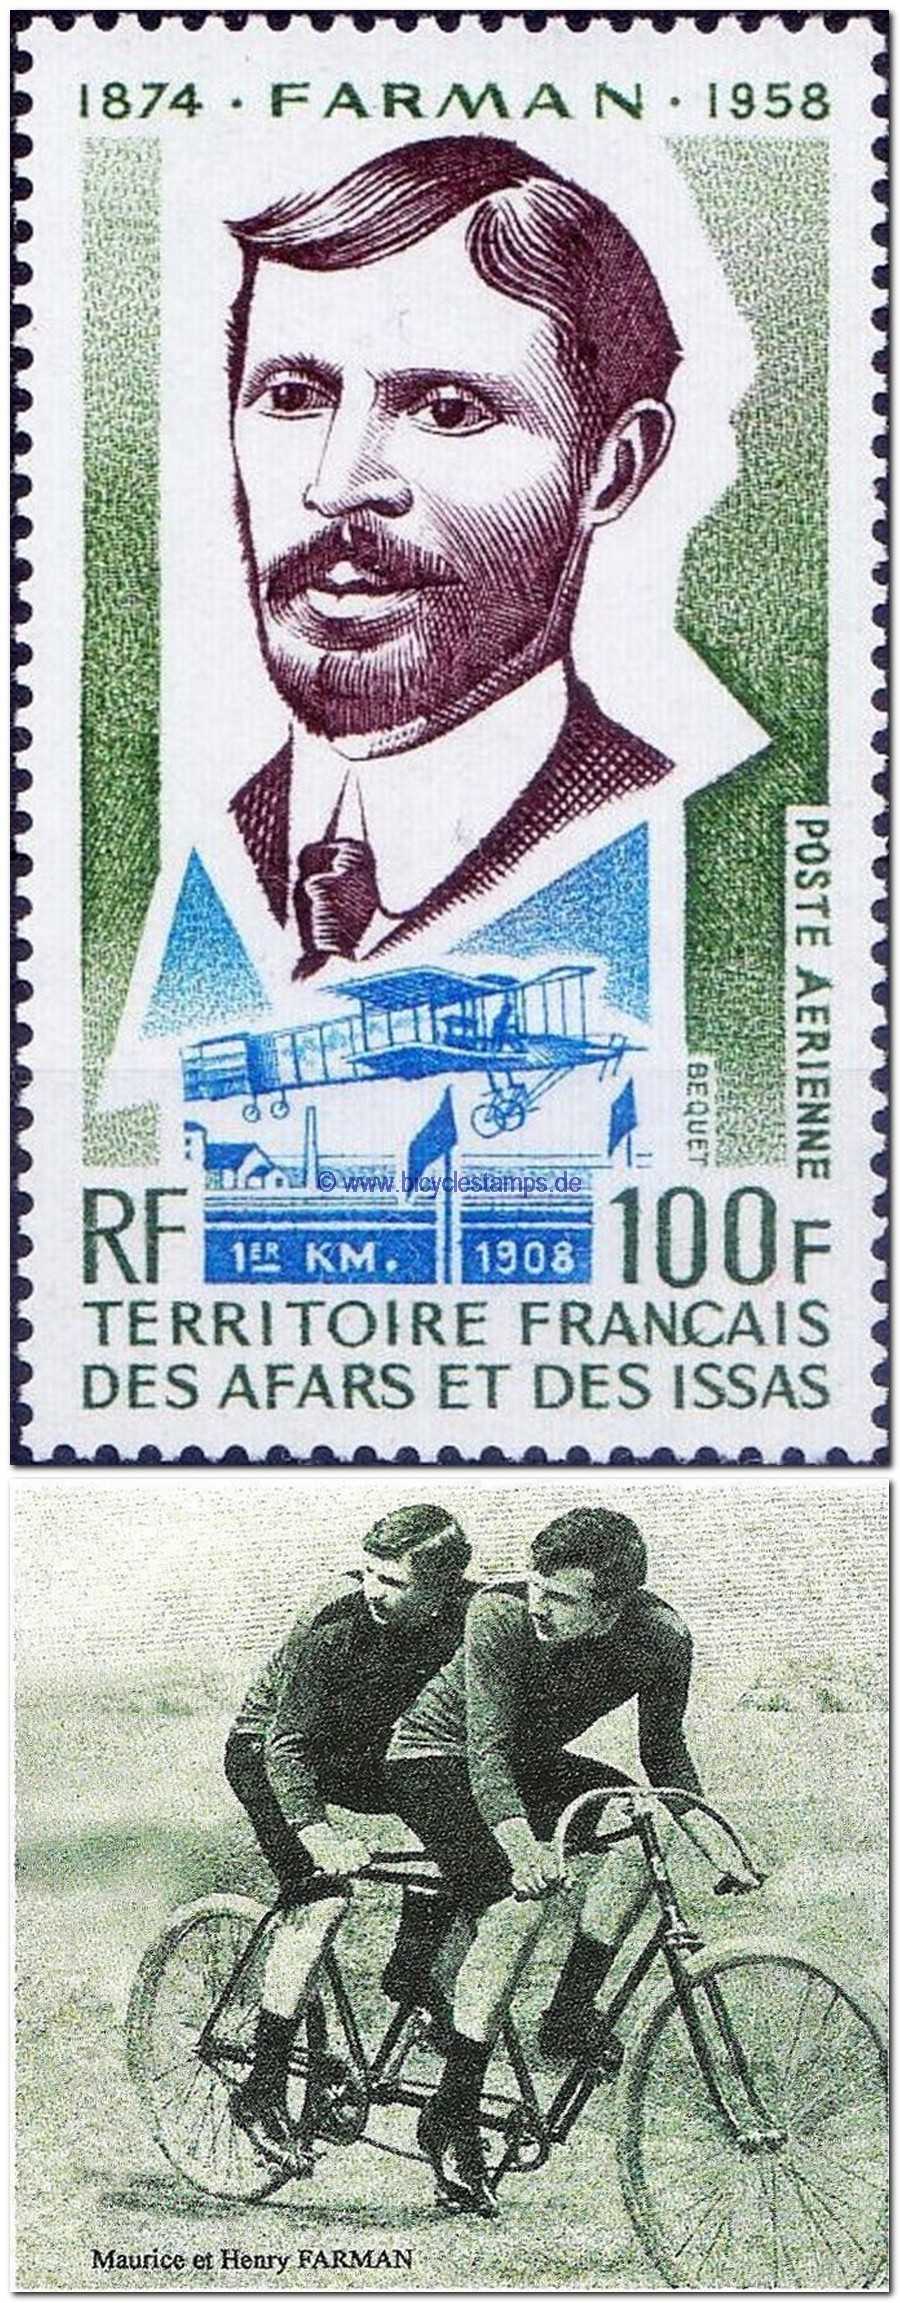 1874 · FARMAN · 1958
POSTE AERIENNE
BEQUET
© www.bicyclestamps.de
RF 1ER KM. 1908 100F
TERRITOIRE FRANÇAIS
DES AFARS ET DES ISSAS
Maurice et Henry FARMAN